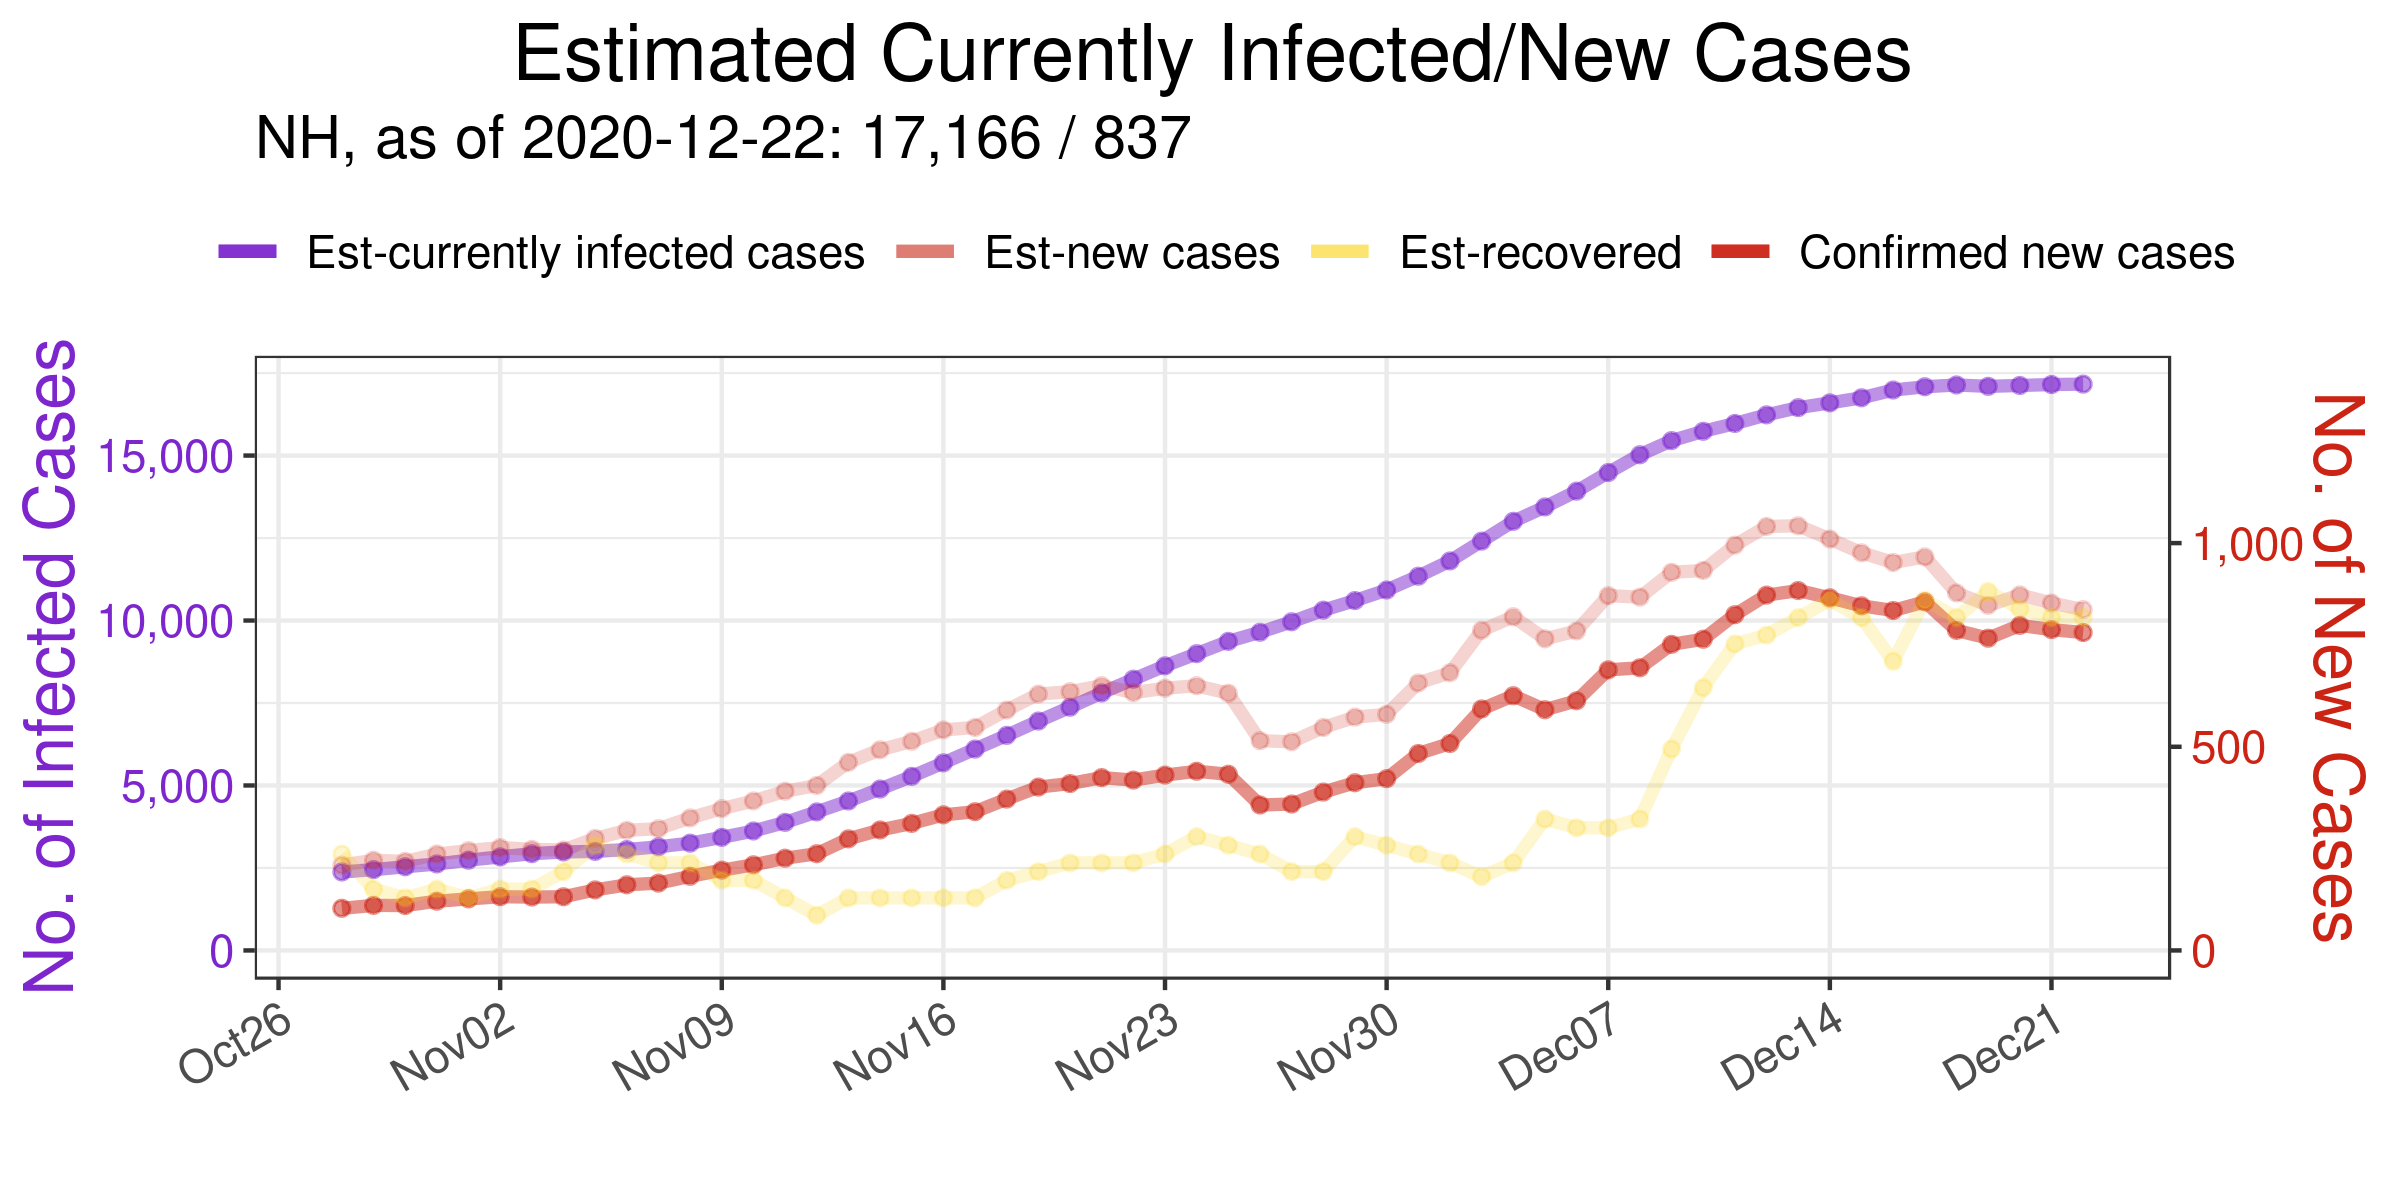 Estimated Currently Infected/New Cases
NH, as of 2020-12-22: 17,166 / 837
Est-currently infected cases Est-new cases Est-recovered Confirmed new cases
No. of Infected Cases
15,000
10,000
5,000
0
1,000
500
0
No. of New Cases
Oct26 Nov02 Nov09 Nov16 Nov23 Nov30 Dec07 Dec14 Dec21